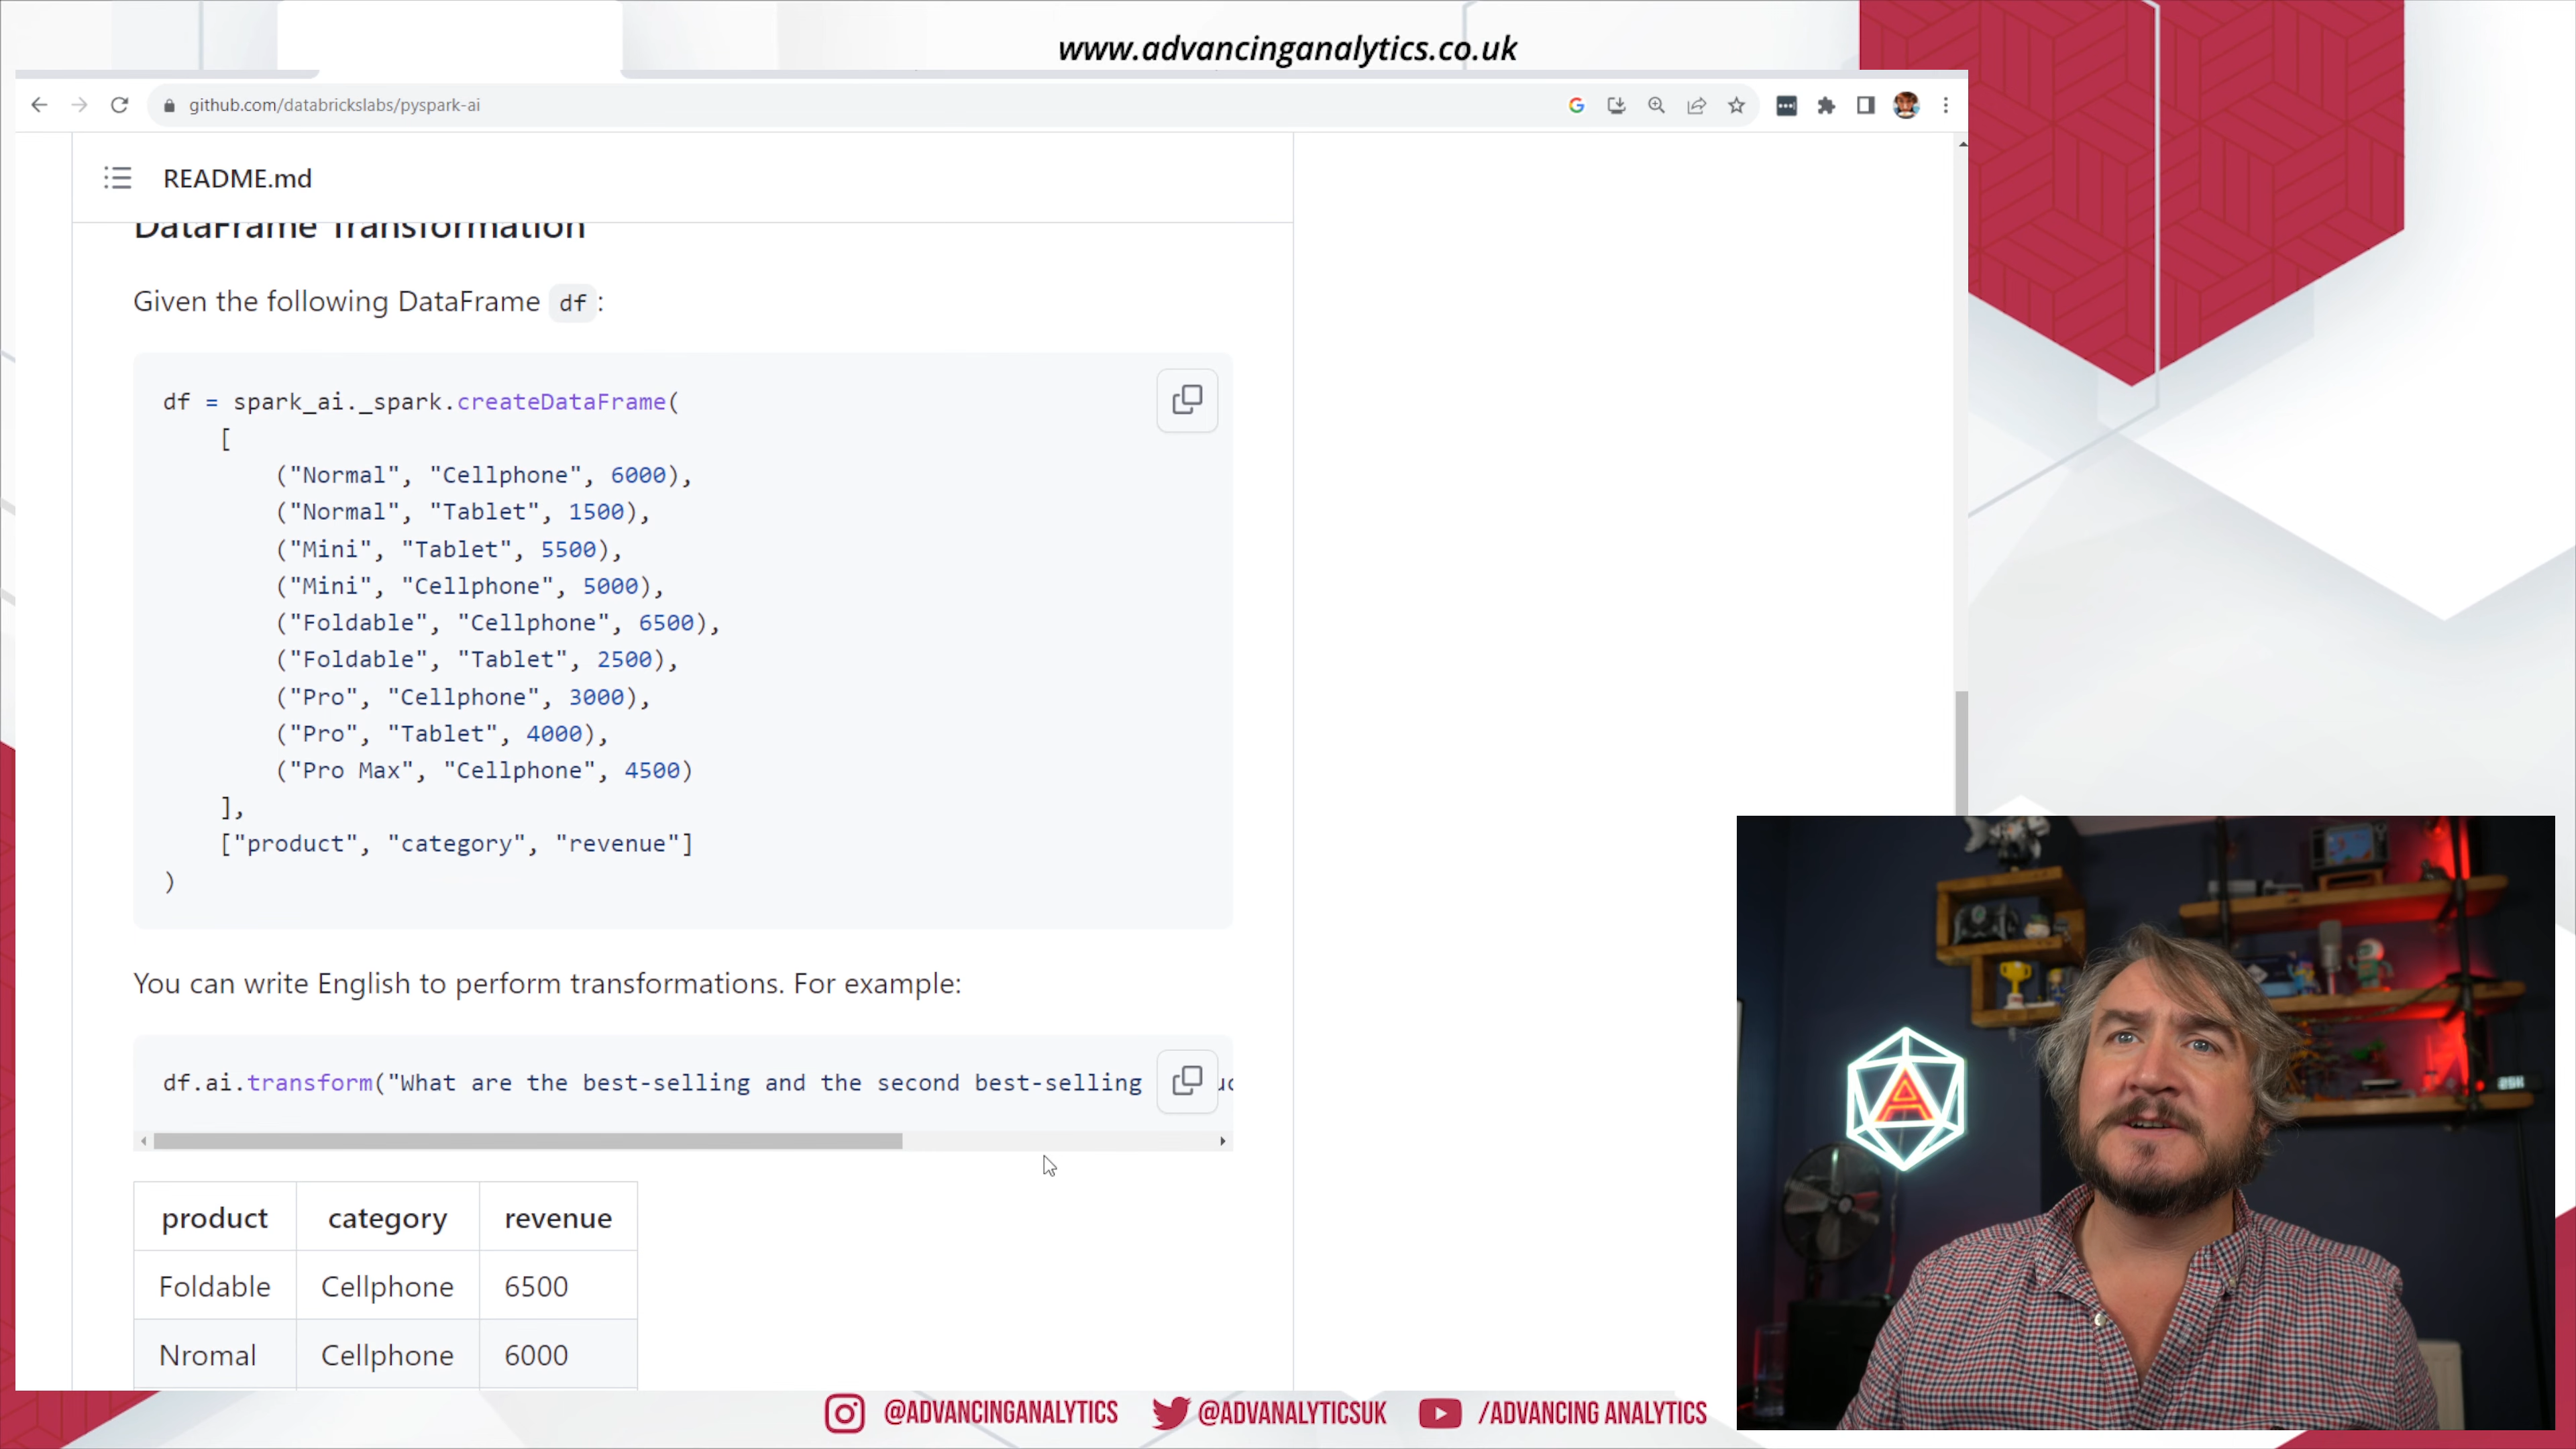 www.advancinganalytics.co.uk
github.com/databrickslabs/pyspark-ai
README.md
DataFrame Transformation
Given the following DataFrame df:
df = spark_ai._spark.createDataFrame(
[
("Normal", "Cellphone", 6000),
("Normal", "Tablet", 1500),
("Mini", "Tablet", 5500),
("Mini", "Cellphone", 5000),
("Foldable", "Cellphone", 6500),
("Foldable", "Tablet", 2500),
("Pro", "Cellphone", 3000),
("Pro", "Tablet", 4000),
("Pro Max", "Cellphone", 4500)
],
["product", "category", "revenue"]
)
You can write English to perform transformations. For example:
df.ai.transform("What are the best-selling and the second best-selling
product category revenue
Foldable Cellphone 6500
Nromal Cellphone 6000
@ADVANCINGANALYTICS @ADVANALYTICSUK /ADVANCING ANALYTICS